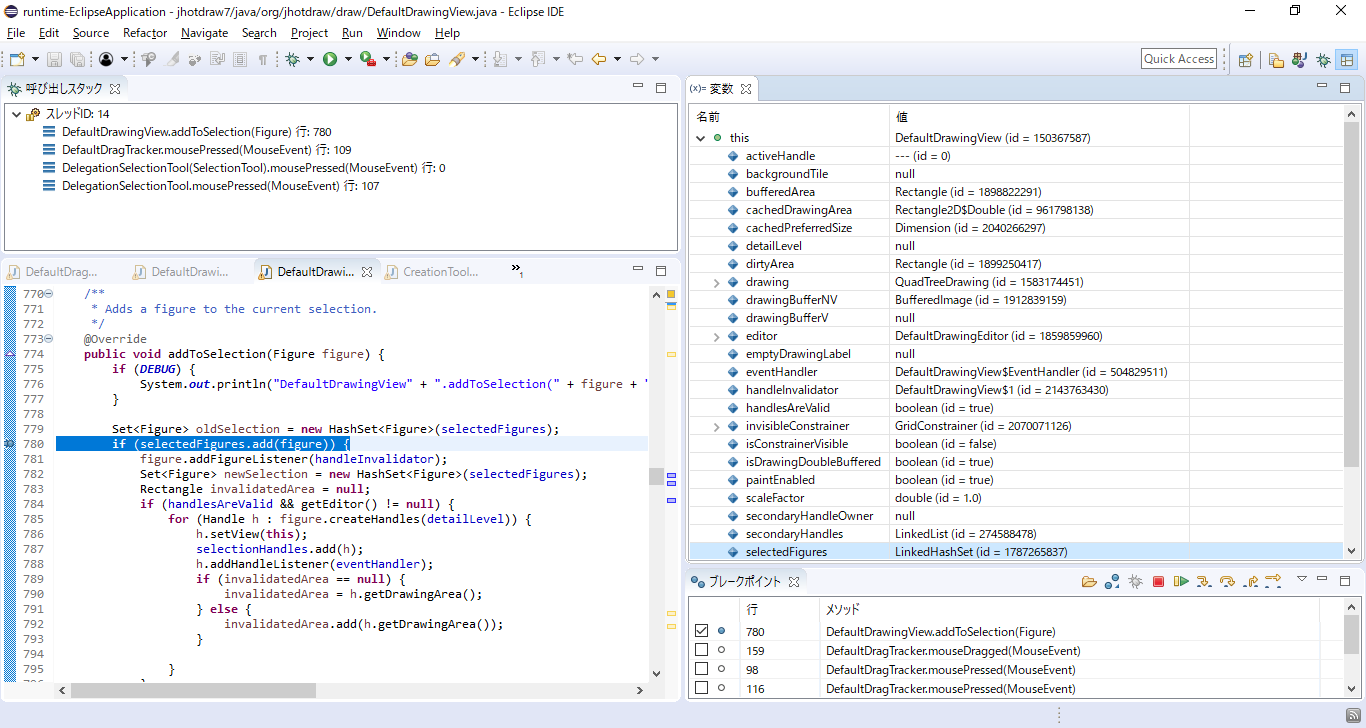 runtime-EclipseApplication - jhotdraw7/java/org/jhotdraw/draw/DefaultDrawingView.java - Eclipse IDE
File Edit Source Refactor Navigate Search Project Run Window Help
Quick Access
呼び出しスタック
スレッドID: 14
DefaultDrawingView.addToSelection(Figure) 行: 780
DefaultDragTracker.mousePressed(MouseEvent) 行: 109
DelegationSelectionTool(SelectionTool).mousePressed(MouseEvent) 行: 0
DelegationSelectionTool.mousePressed(MouseEvent) 行: 107
DefaultDrag... DefaultDrawi... DefaultDrawi... CreationTool... »1
770 /**
771 * Adds a figure to the current selection.
772 */
773 @Override
774 public void addToSelection(Figure figure) {
775 if (DEBUG) {
776 System.out.println("DefaultDrawingView" + ".addToSelection(" + figure + "
777 }
778
779 Set<Figure> oldSelection = new HashSet<Figure>(selectedFigures);
780 if (selectedFigures.add(figure)) {
781 figure.addFigureListener(handleInvalidator);
782 Set<Figure> newSelection = new HashSet<Figure>(selectedFigures);
783 Rectangle invalidatedArea = null;
784 if (handlesAreValid && getEditor() != null) {
785 for (Handle h : figure.createHandles(detailLevel)) {
786 h.setView(this);
787 selectionHandles.add(h);
788 h.addHandleListener(eventHandler);
789 if (invalidatedArea == null) {
790 invalidatedArea = h.getDrawingArea();
791 } else {
792 invalidatedArea.add(h.getDrawingArea());
793 }
794
795 }
(x)= 変数
名前 値
this DefaultDrawingView (id = 150367587)
activeHandle --- (id = 0)
backgroundTile null
bufferedArea Rectangle (id = 1898822291)
cachedDrawingArea Rectangle2D$Double (id = 961798138)
cachedPreferredSize Dimension (id = 2040266297)
detailLevel null
dirtyArea Rectangle (id = 1899250417)
drawing QuadTreeDrawing (id = 1583174451)
drawingBufferNV BufferedImage (id = 1912839159)
drawingBufferV null
editor DefaultDrawingEditor (id = 1859859960)
emptyDrawingLabel null
eventHandler DefaultDrawingView$EventHandler (id = 504829511)
handleInvalidator DefaultDrawingView$1 (id = 2143763430)
handlesAreValid boolean (id = true)
invisibleConstrainer GridConstrainer (id = 2070071126)
isConstrainerVisible boolean (id = false)
isDrawingDoubleBuffered boolean (id = true)
paintEnabled boolean (id = true)
scaleFactor double (id = 1.0)
secondaryHandleOwner null
secondaryHandles LinkedList (id = 274588478)
selectedFigures LinkedHashSet (id = 1787265837)
ブレークポイント
行 メソッド
780 DefaultDrawingView.addToSelection(Figure)
159 DefaultDragTracker.mouseDragged(MouseEvent)
98 DefaultDragTracker.mousePressed(MouseEvent)
116 DefaultDragTracker.mousePressed(MouseEvent)